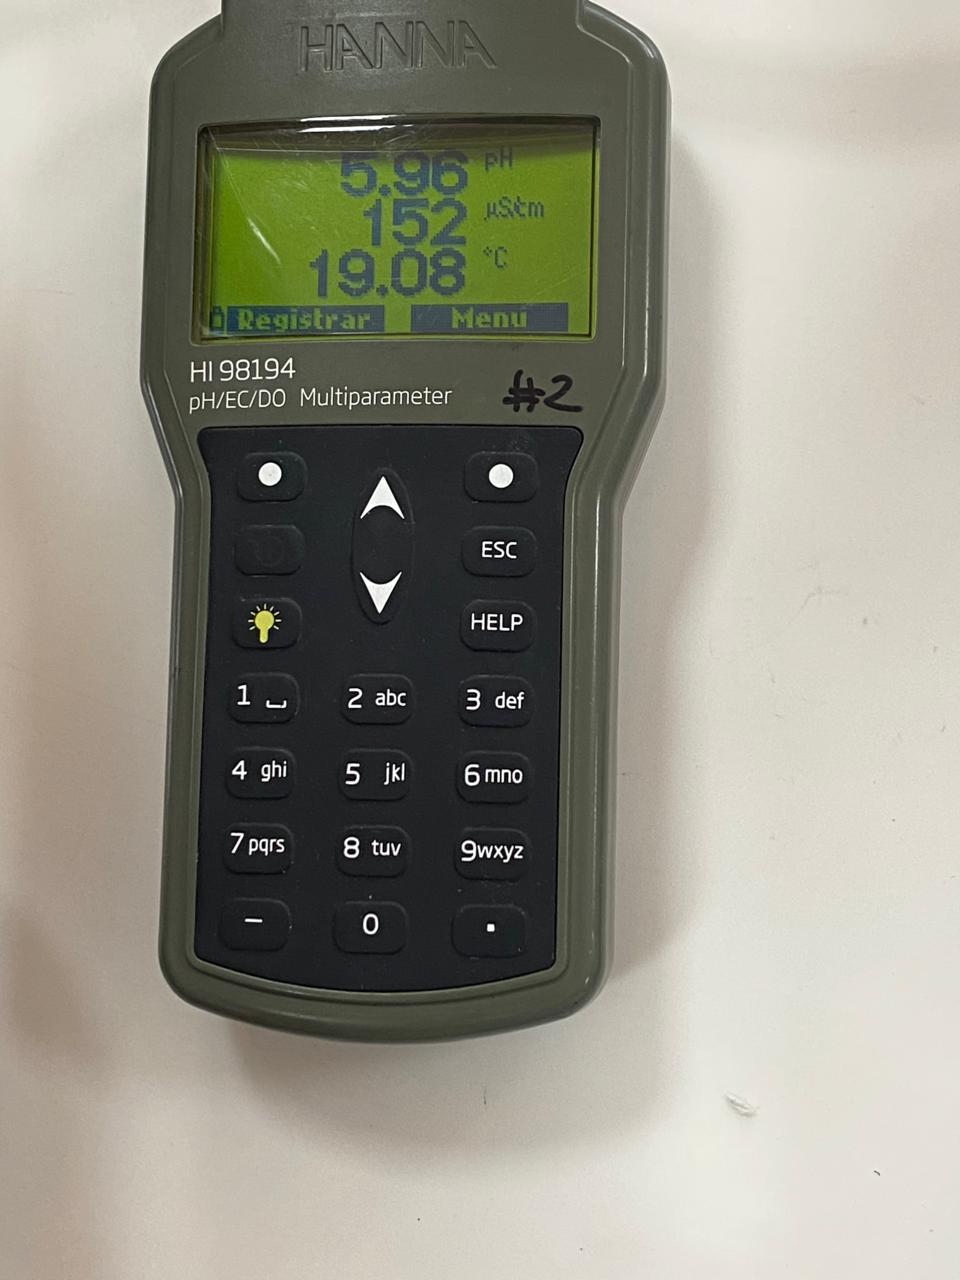 HANNA
5.96 pH
152 µS/cm
19.08 °C
Registrar Menu
HI 98194
pH/EC/DO Multiparameter #2
ESC
HELP
1 ⎵ 2 abc 3 def
4 ghi 5 jkl 6 mno
7 pqrs 8 tuv 9 wxyz
– 0 .